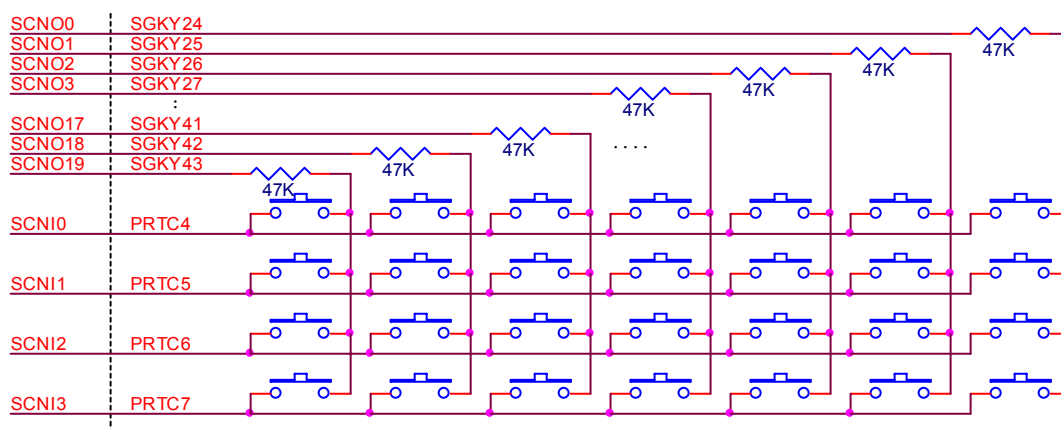 SCNO0 SGKY24
47K
SCNO1 SGKY25
47K
SCNO2 SGKY26
47K
SCNO3 SGKY27
47K
:
SCNO17 SGKY41
47K
. . . .
SCNO18 SGKY42
47K
SCNO19 SGKY43
47K
SCNI0 PRTC4
SCNI1 PRTC5
SCNI2 PRTC6
SCNI3 PRTC7